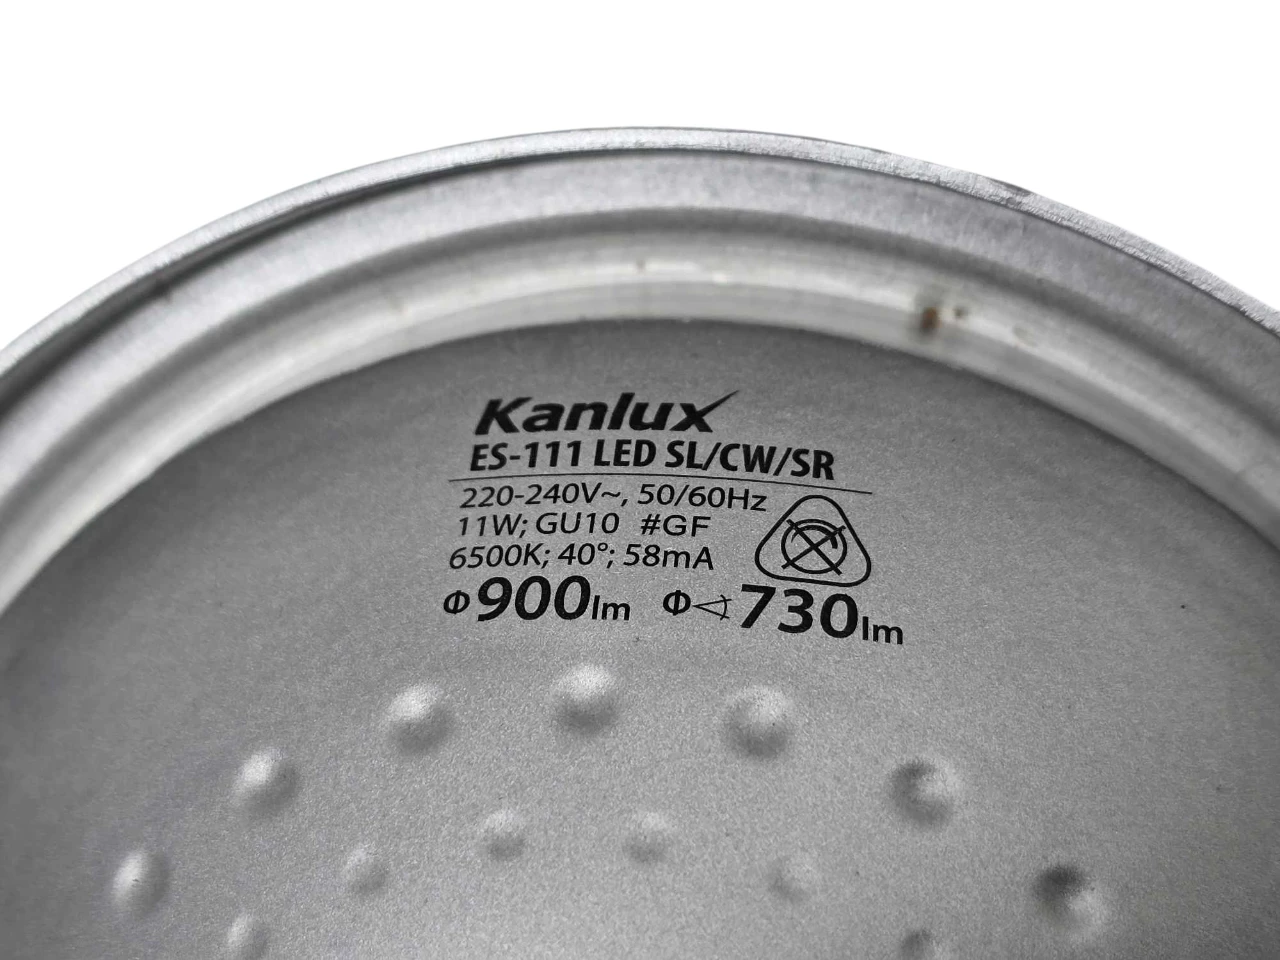 Kanlux
ES-111 LED SL/CW/SR
220-240V~, 50/60Hz
11W; GU10 #GF
6500K; 40°; 58mA
Φ900lm Φ∢730lm